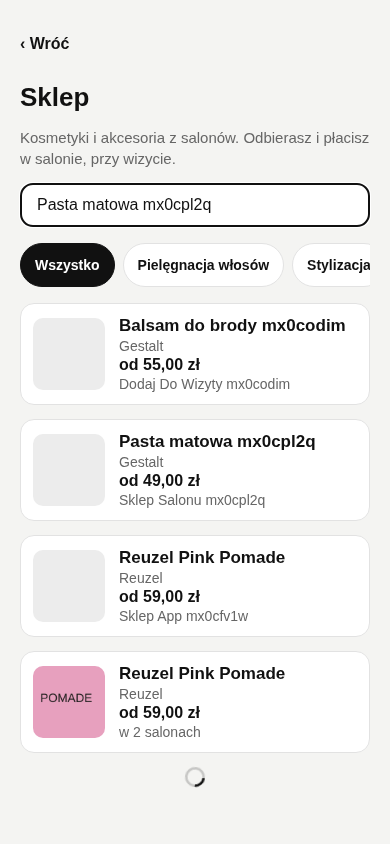 ‹ Wróć
Sklep
Kosmetyki i akcesoria z salonów. Odbierasz i płacisz
w salonie, przy wizycie.
Pasta matowa mx0cpl2q
Wszystko
Pielęgnacja włosów
Stylizacja
Balsam do brody mx0codim
Gestalt
od 55,00 zł
Dodaj Do Wizyty mx0codim
Pasta matowa mx0cpl2q
Gestalt
od 49,00 zł
Sklep Salonu mx0cpl2q
Reuzel Pink Pomade
Reuzel
od 59,00 zł
Sklep App mx0cfv1w
POMADE
Reuzel Pink Pomade
Reuzel
od 59,00 zł
w 2 salonach